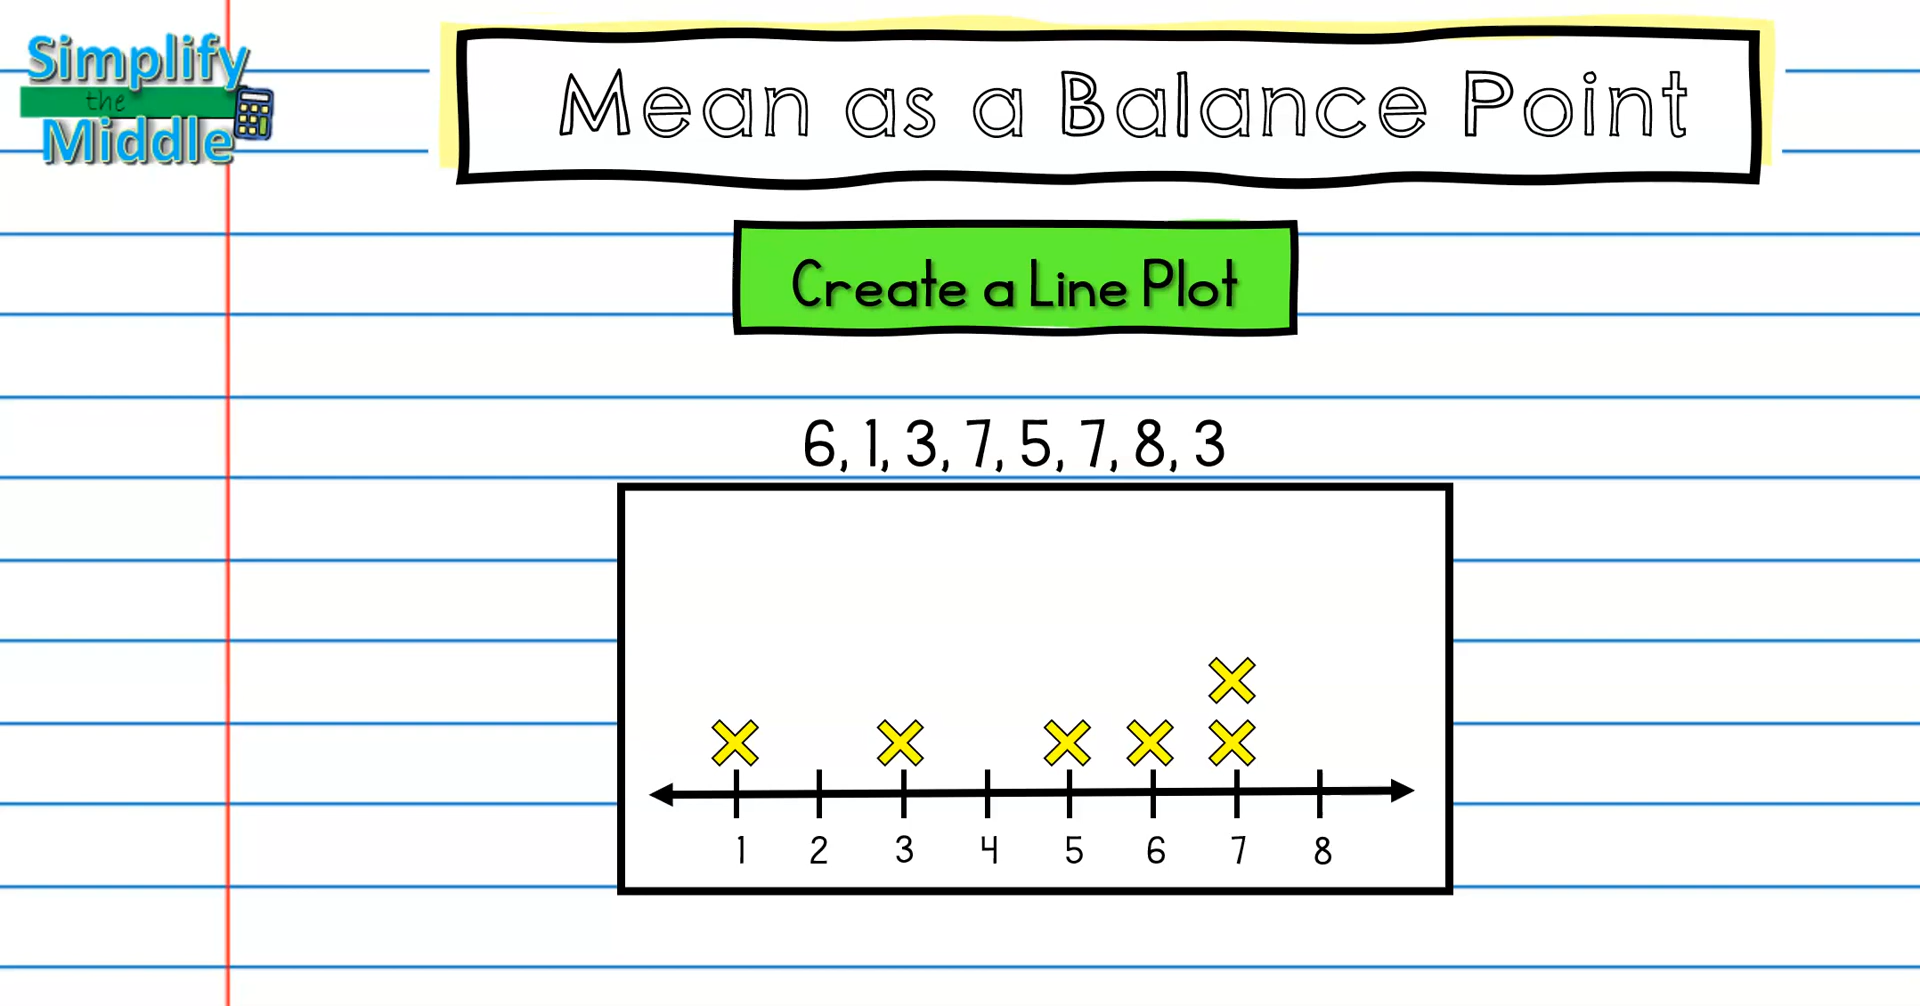 Simplify
the
Middle
Mean as a Balance Point
Create a Line Plot
6, 1, 3, 7, 5, 7, 8, 3
1 2 3 4 5 6 7 8